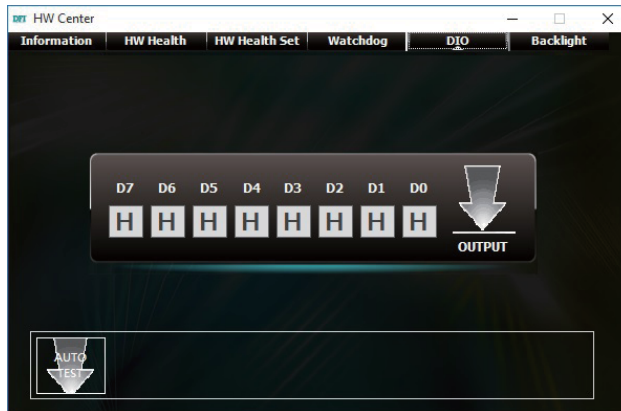 DFI HW Center
Information HW Health HW Health Set Watchdog DIO Backlight
D7 D6 D5 D4 D3 D2 D1 D0
H H H H H H H H
OUTPUT
AUTO
TEST